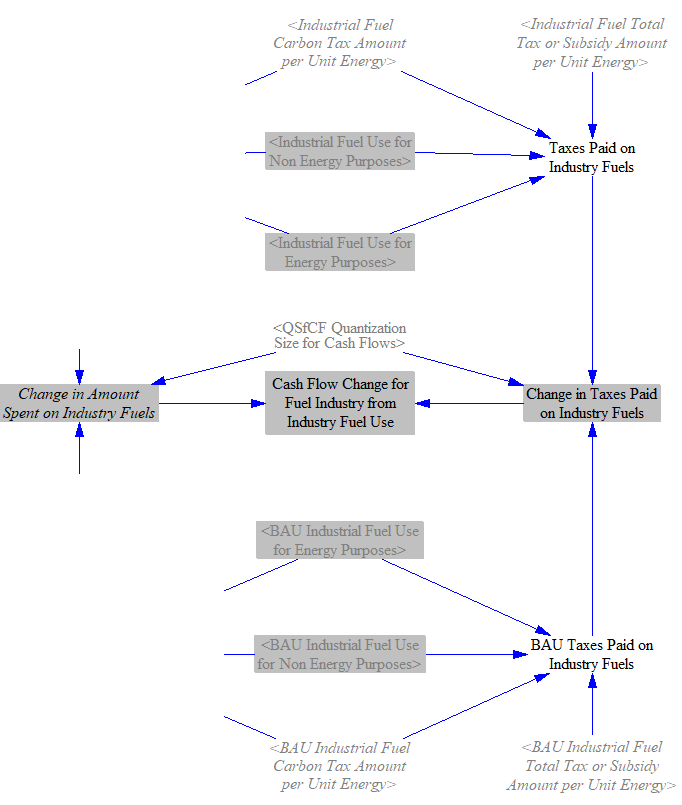 <Industrial Fuel
Carbon Tax Amount
per Unit Energy>
<Industrial Fuel Total
Tax or Subsidy Amount
per Unit Energy>
<Industrial Fuel Use for
Non Energy Purposes>
Taxes Paid on
Industry Fuels
<Industrial Fuel Use for
Energy Purposes>
<QSfCF Quantization
Size for Cash Flows>
Change in Amount
Spent on Industry Fuels
Cash Flow Change for
Fuel Industry from
Industry Fuel Use
Change in Taxes Paid
on Industry Fuels
<BAU Industrial Fuel Use
for Energy Purposes>
<BAU Industrial Fuel Use
for Non Energy Purposes>
BAU Taxes Paid on
Industry Fuels
<BAU Industrial Fuel
Carbon Tax Amount
per Unit Energy>
<BAU Industrial Fuel
Total Tax or Subsidy
Amount per Unit Energy>